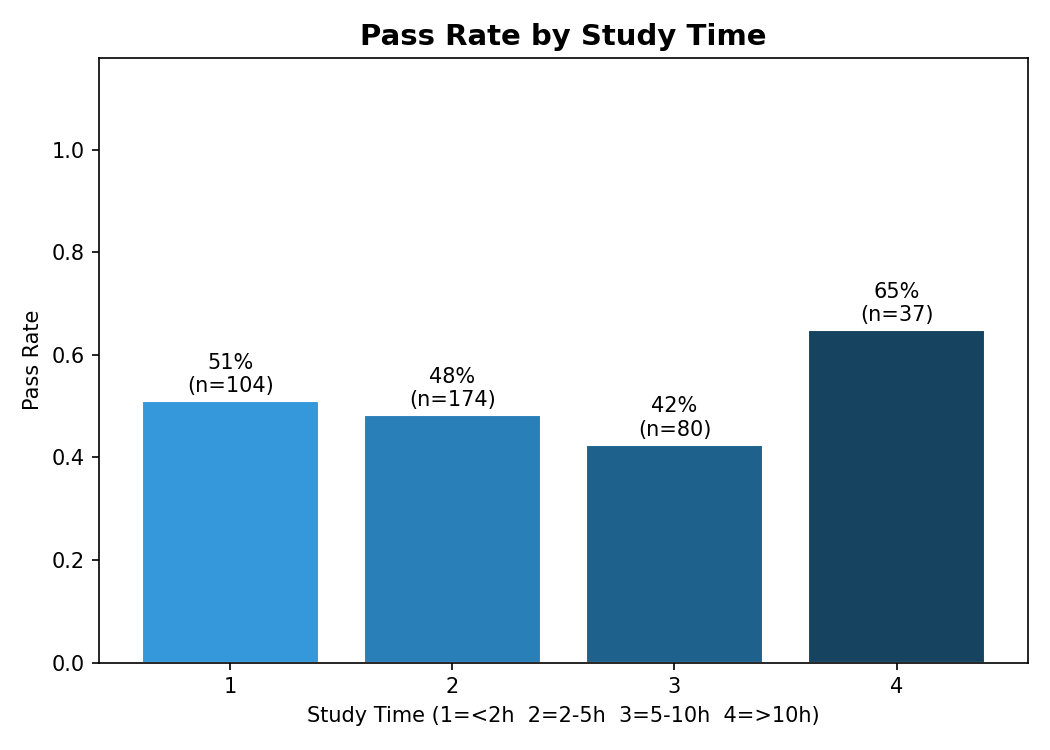 Pass Rate by Study Time
Pass Rate
1.0
0.8
0.6
0.4
0.2
0.0
51%
(n=104)
48%
(n=174)
42%
(n=80)
65%
(n=37)
1
2
3
4
Study Time (1=<2h  2=2-5h  3=5-10h  4=>10h)